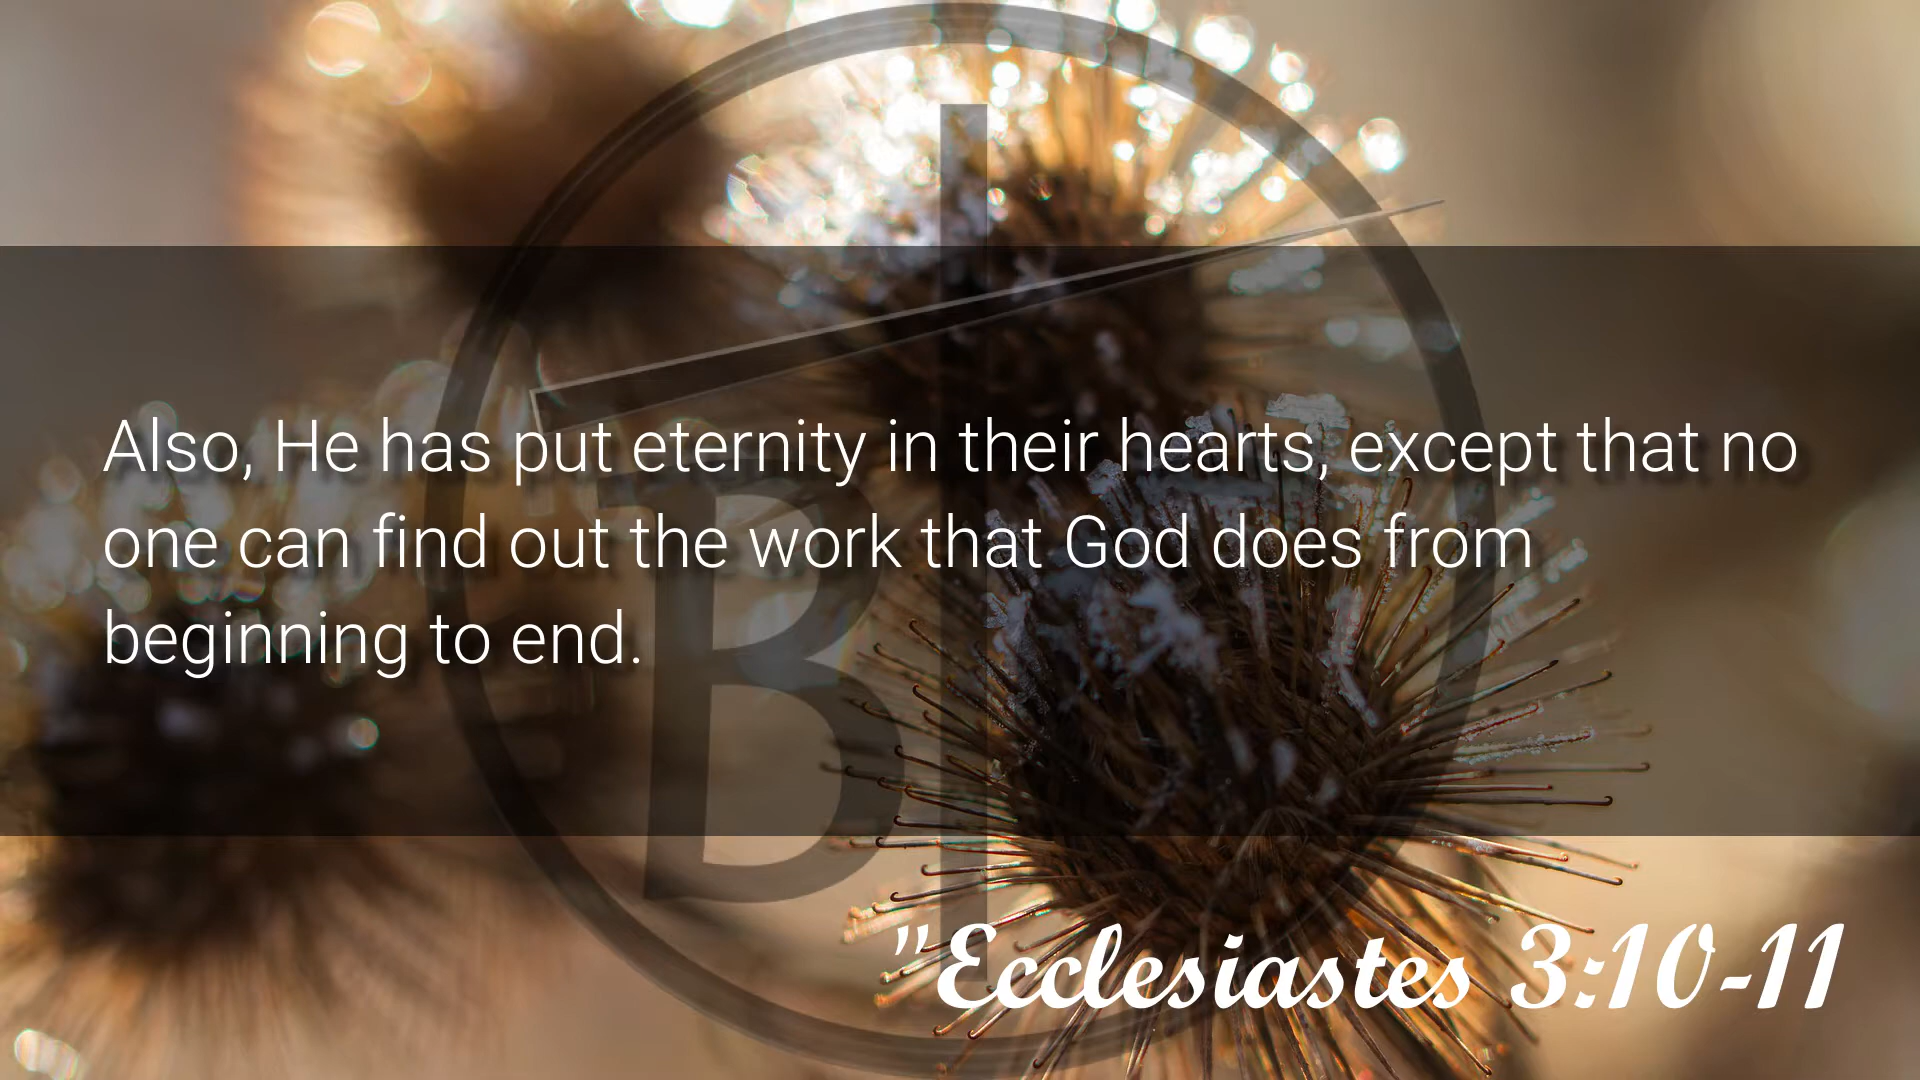 Also, He has put eternity in their hearts, except that no
one can find out the work that God does from
beginning to end.
"Ecclesiastes 3:10-11